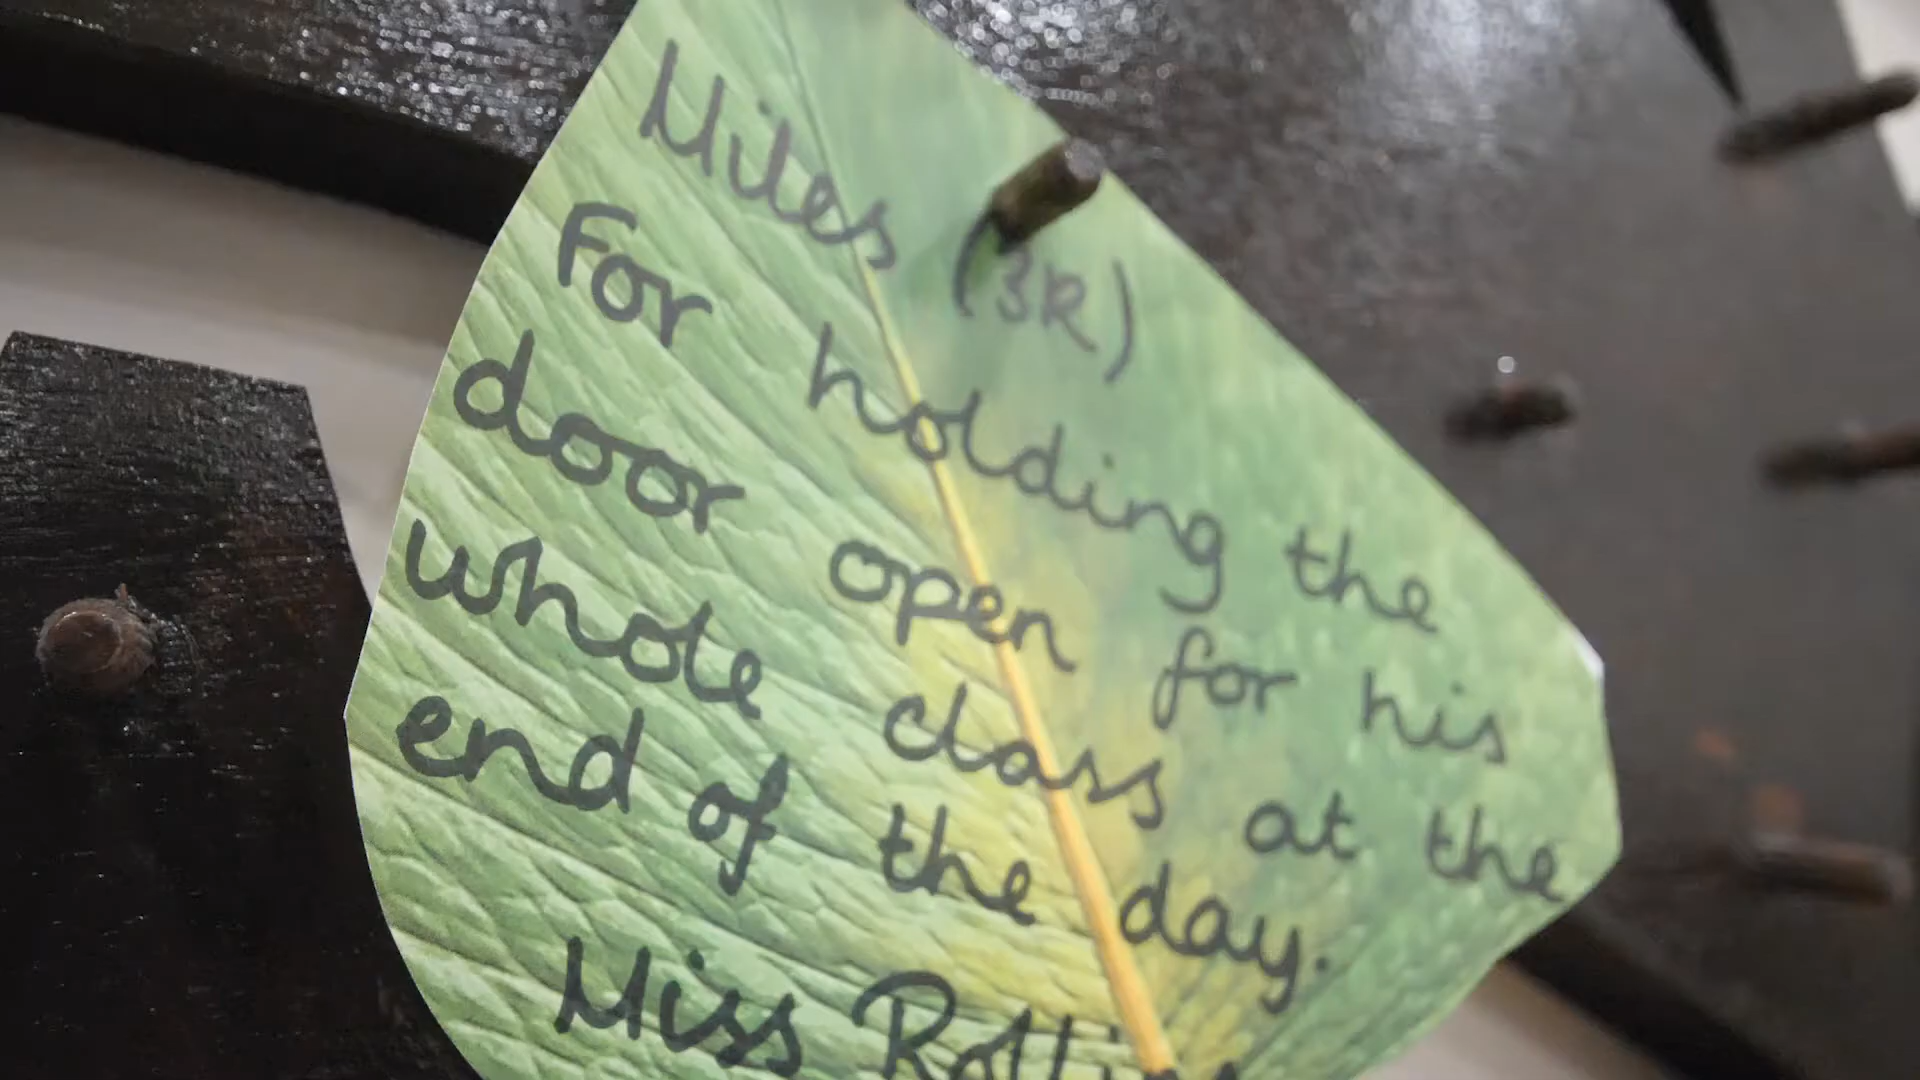 Miles (3R)
For holding the
door open for his
whole class at the
end of the day.
Miss